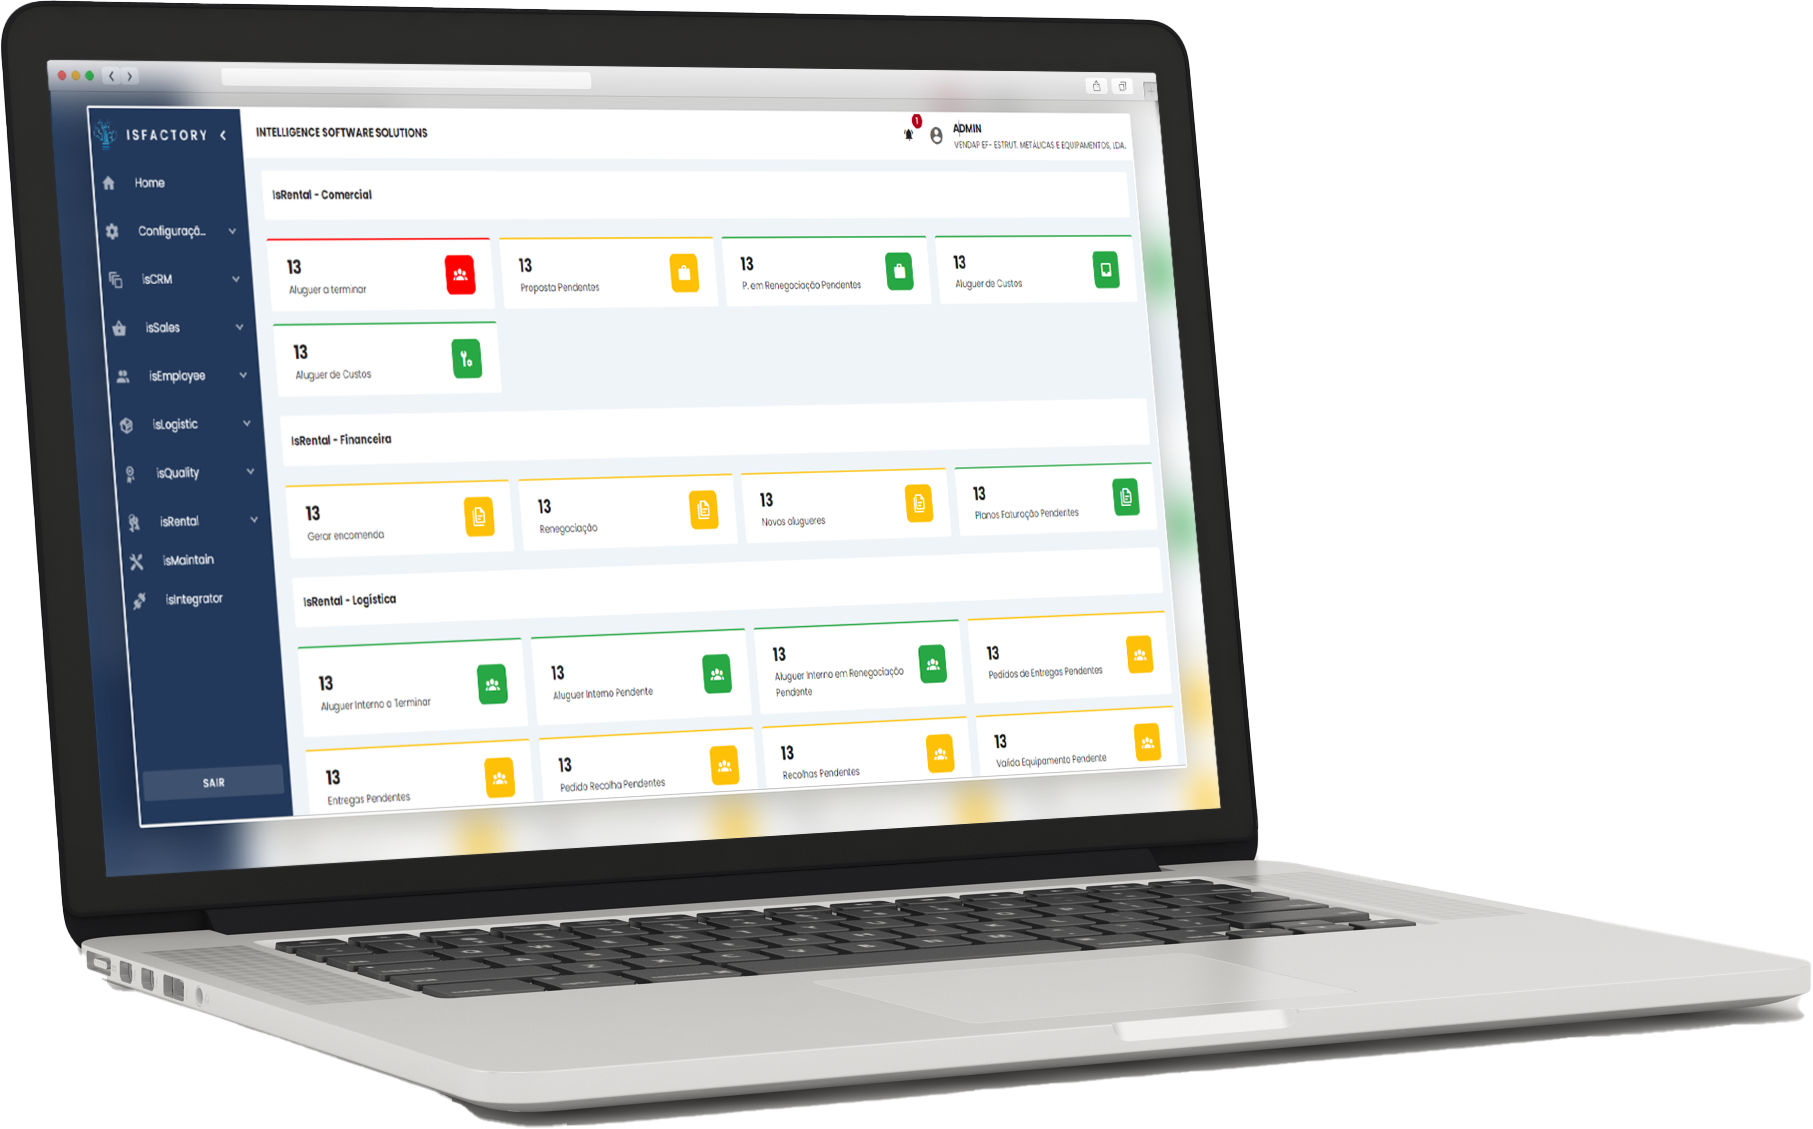 ISFACTORY
INTELLIGENCE SOFTWARE SOLUTIONS
1
ADMIN
VENDAP EF- ESTRUT. METÁLICAS E EQUIPAMENTOS, LDA.
Home
Configuraçõ...
isCRM
isSales
isEmployee
isLogistic
isQuality
isRental
isMaintain
isIntegrator
SAIR
IsRental - Comercial
13
Aluguer a terminar
13
Proposta Pendentes
13
P. em Renegociação Pendentes
13
Aluguer de Custos
13
Aluguer de Custos
IsRental - Financeira
13
Gerar encomenda
13
Renegociação
13
Novos alugueres
13
Planos Faturação Pendentes
IsRental - Logística
13
Aluguer Interno a Terminar
13
Aluguer Interno Pendente
13
Aluguer Interno em Renegociação
Pendente
13
Pedidos de Entregas Pendentes
13
Entregas Pendentes
13
Pedido Recolha Pendentes
13
Recolhas Pendentes
13
Valida Equipamento Pendente